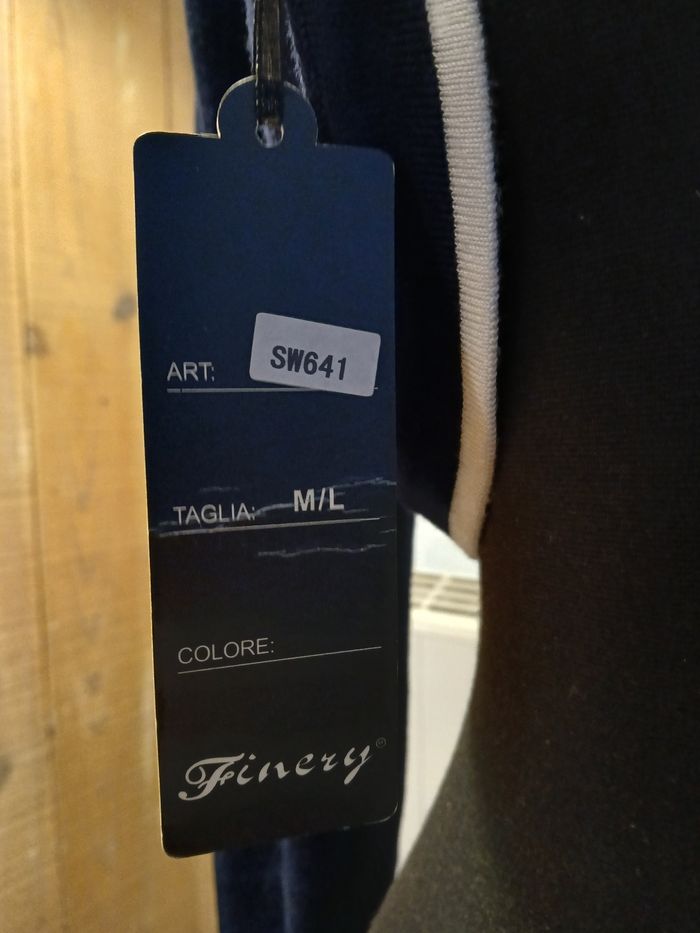 ART: SW641
TAGLIA: M/L
COLORE:
Finery